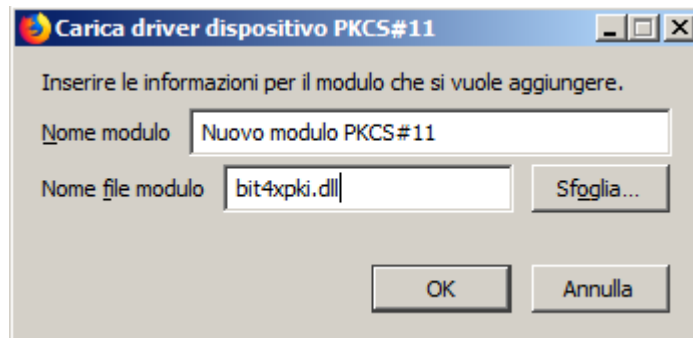 Carica driver dispositivo PKCS#11
Inserire le informazioni per il modulo che si vuole aggiungere.
Nome modulo Nuovo modulo PKCS#11
Nome file modulo bit4xpki.dll Sfoglia...
OK Annulla